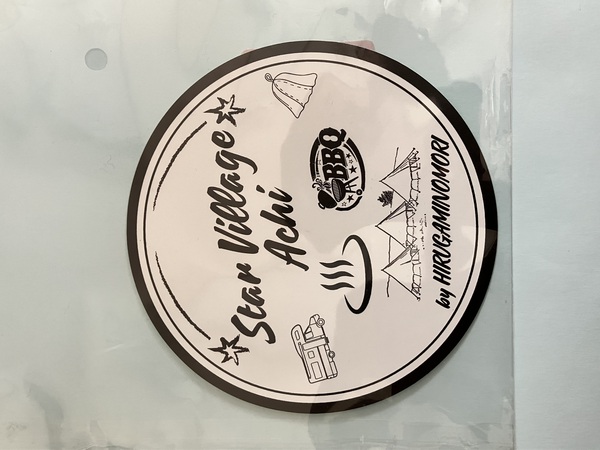 Star Village
Achi
BBQ
by HIRUGAMINOMORI